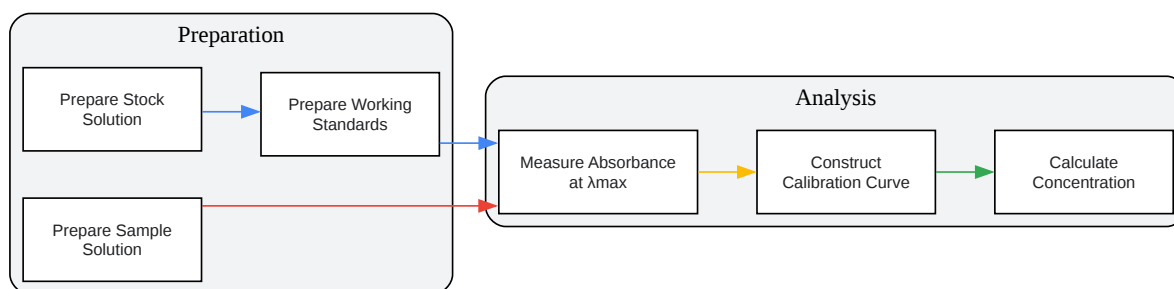 Preparation
Prepare Stock
Solution
Prepare Working
Standards
Prepare Sample
Solution
Analysis
Measure Absorbance
at λmax
Construct
Calibration Curve
Calculate
Concentration